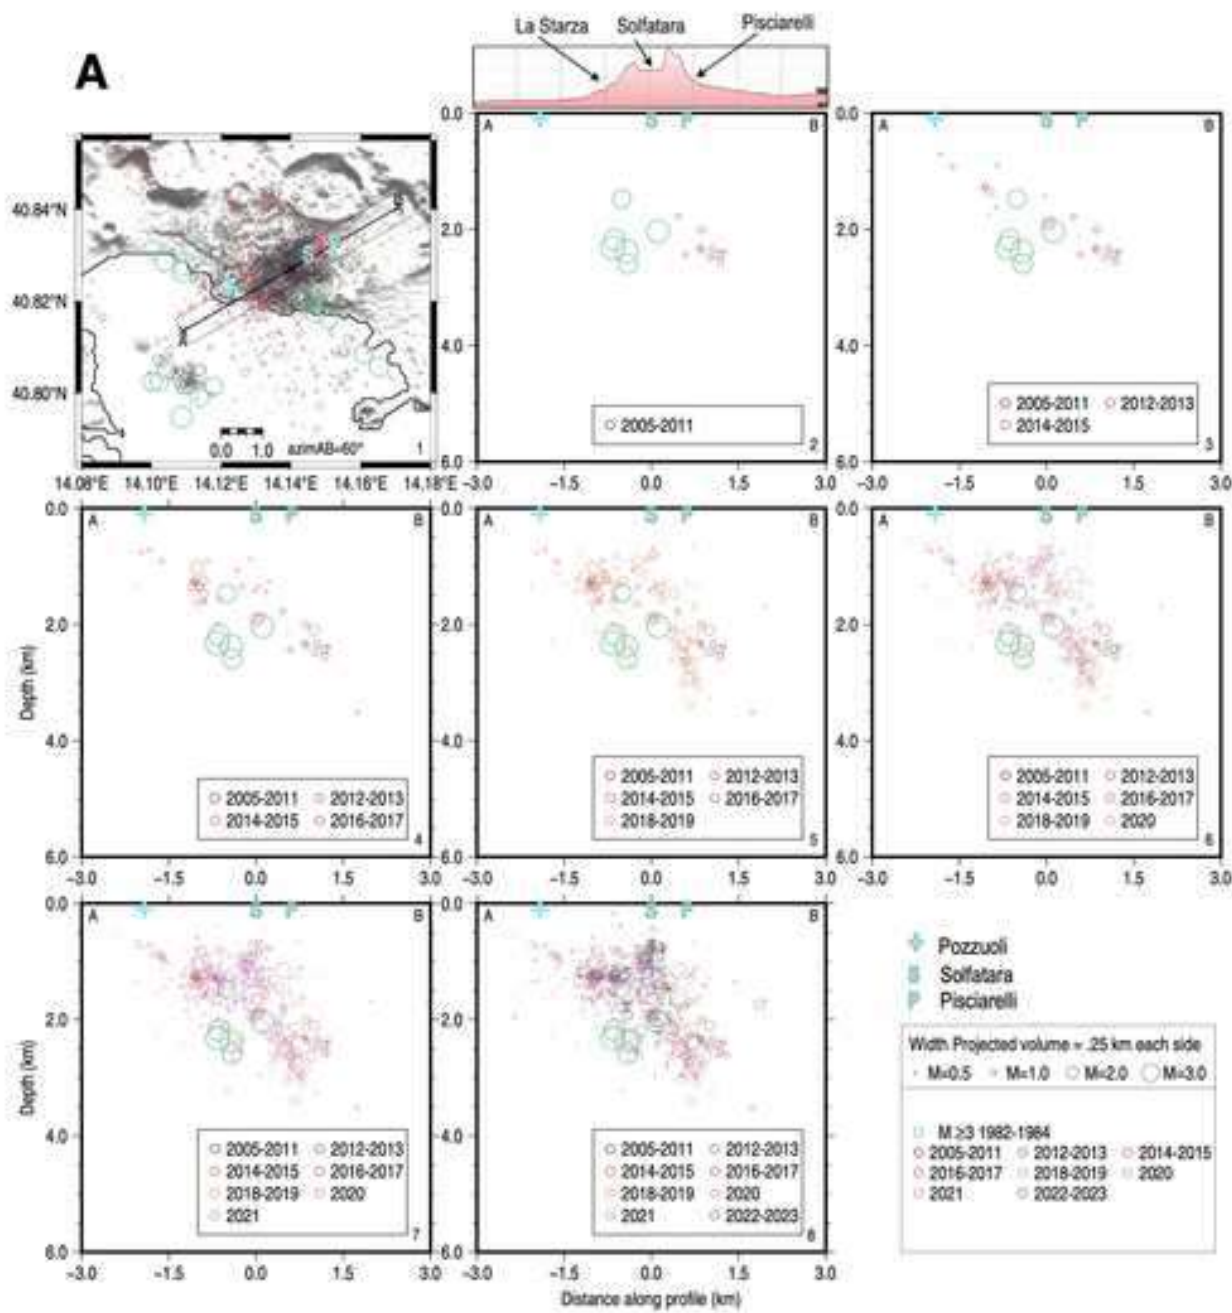 A
La Starza
Solfatara
Pisciarelli
40.84°N
40.82°N
40.80°N
14.08°E 14.10°E 14.12°E 14.14°E 14.16°E 14.18°E
A
B
0.0 1.0
azimAB=60°
1
A
S
P
B
0.0
2.0
4.0
6.0
2005-2011
2
-3.0 -1.5 0.0 1.5 3.0
A
S
P
B
0.0
2.0
4.0
6.0
2005-2011 2012-2013
2014-2015
3
-3.0 -1.5 0.0 1.5 3.0
Depth (km)
A
S
P
B
0.0
2.0
4.0
6.0
2005-2011 2012-2013
2014-2015 2016-2017
4
-3.0 -1.5 0.0 1.5 3.0
A
S
P
B
0.0
2.0
4.0
6.0
2005-2011 2012-2013
2014-2015 2016-2017
2018-2019
5
-3.0 -1.5 0.0 1.5 3.0
A
S
P
B
0.0
2.0
4.0
6.0
2005-2011 2012-2013
2014-2015 2016-2017
2018-2019 2020
6
-3.0 -1.5 0.0 1.5 3.0
Depth (km)
A
S
P
B
0.0
2.0
4.0
6.0
2005-2011 2012-2013
2014-2015 2016-2017
2018-2019 2020
2021
7
-3.0 -1.5 0.0 1.5 3.0
A
S
P
B
0.0
2.0
4.0
6.0
2005-2011 2012-2013
2014-2015 2016-2017
2018-2019 2020
2021 2022-2023
8
-3.0 -1.5 0.0 1.5 3.0
Distance along profile (km)
Pozzuoli
S Solfatara
P Pisciarelli
Width Projected volume = .25 km each side
M=0.5 M=1.0 M=2.0 M=3.0
M ≥3 1982-1984
2005-2011 2012-2013 2014-2015
2016-2017 2018-2019 2020
2021 2022-2023